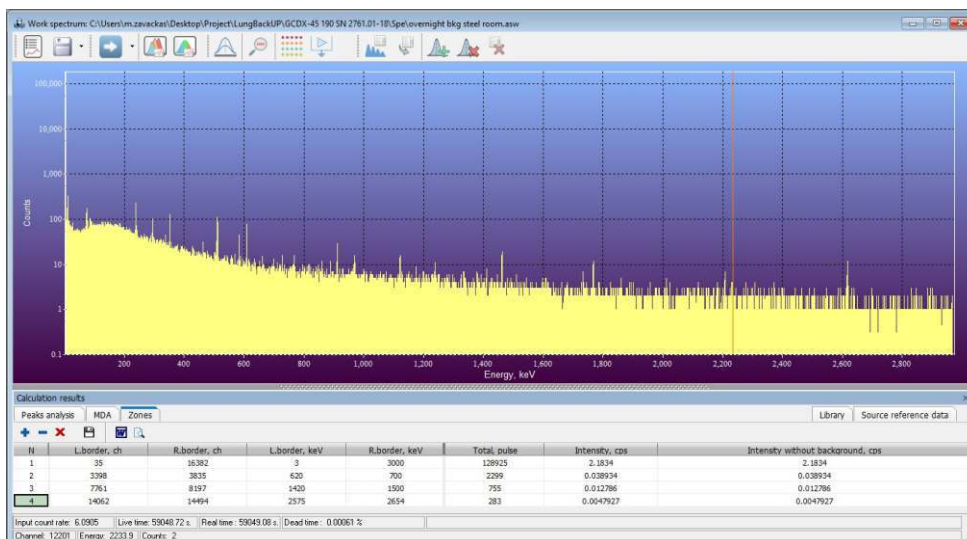 Work spectrum: C:\Users\m.zavackas\Desktop\Project\LungBackUP\GCDX-45 190 SN 2761.01-18\Spe\overnight bkg steel room.asw
100,000
10,000
1,000
100
10
1
0.1
Counts
200 400 600 800 1,000 1,200 1,400 1,600 1,800 2,000 2,200 2,400 2,600 2,800
Energy, keV
Calculation results
Peaks analysis MDA Zones Library Source reference data
N L.border, ch R.border, ch L.border, keV R.border, keV Total, pulse Intensity, cps Intensity without background, cps
1 35 16382 3 3000 128925 2.1834 2.1834
2 3398 3835 620 700 2299 0.038934 0.038934
3 7761 8197 1420 1500 755 0.012786 0.012786
4 14062 14494 2575 2654 283 0.0047927 0.0047927
Input count rate: 6.0905 Live time: 59048.72 s. Real time : 59049.08 s. Dead time : 0.00061 %
Channel: 12201 Energy: 2233.9 Counts: 2